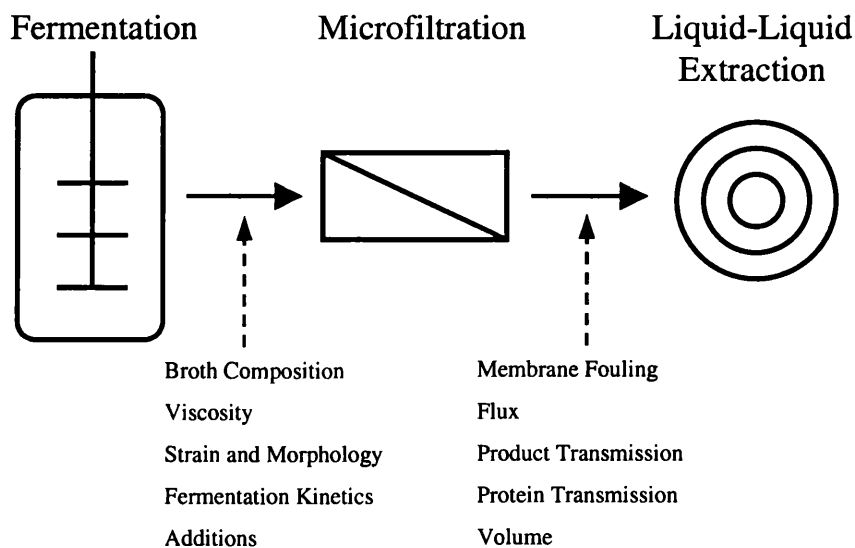 Fermentation
Microfiltration
Liquid-Liquid
Extraction
Broth Composition
Viscosity
Strain and Morphology
Fermentation Kinetics
Additions
Membrane Fouling
Flux
Product Transmission
Protein Transmission
Volume